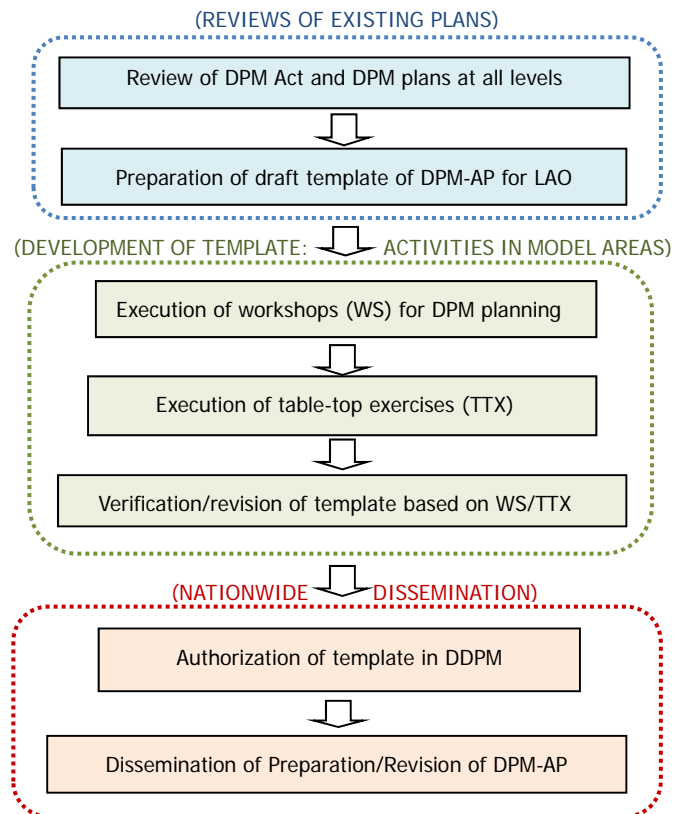 (REVIEWS OF EXISTING PLANS)
Review of DPM Act and DPM plans at all levels
Preparation of draft template of DPM-AP for LAO
(DEVELOPMENT OF TEMPLATE: ACTIVITIES IN MODEL AREAS)
Execution of workshops (WS) for DPM planning
Execution of table-top exercises (TTX)
Verification/revision of template based on WS/TTX
(NATIONWIDE DISSEMINATION)
Authorization of template in DDPM
Dissemination of Preparation/Revision of DPM-AP